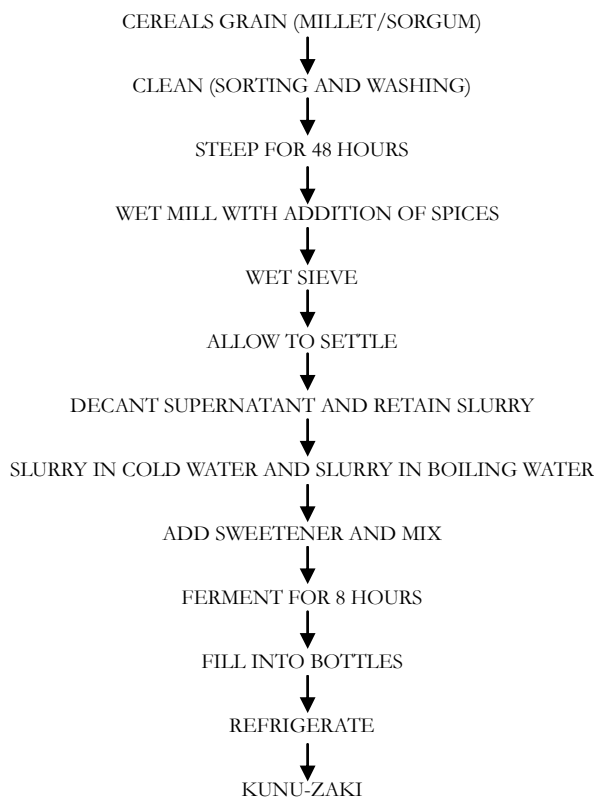 CEREALS GRAIN (MILLET/SORGUM)
CLEAN (SORTING AND WASHING)
STEEP FOR 48 HOURS
WET MILL WITH ADDITION OF SPICES
WET SIEVE
ALLOW TO SETTLE
DECANT SUPERNATANT AND RETAIN SLURRY
SLURRY IN COLD WATER AND SLURRY IN BOILING WATER
ADD SWEETENER AND MIX
FERMENT FOR 8 HOURS
FILL INTO BOTTLES
REFRIGERATE
KUNU-ZAKI